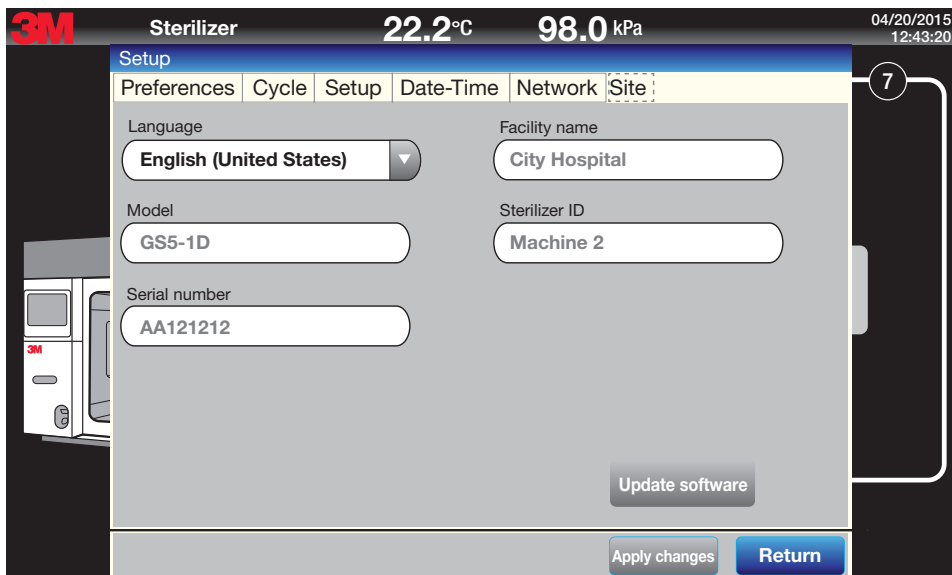 3M Sterilizer 22.2°C 98.0 kPa 04/20/2015
12:43:20
Setup
Preferences Cycle Setup Date-Time Network Site
7
Language
English (United States)
Facility name
City Hospital
Model
GS5-1D
Sterilizer ID
Machine 2
Serial number
AA121212
3M
Update software
Apply changes Return